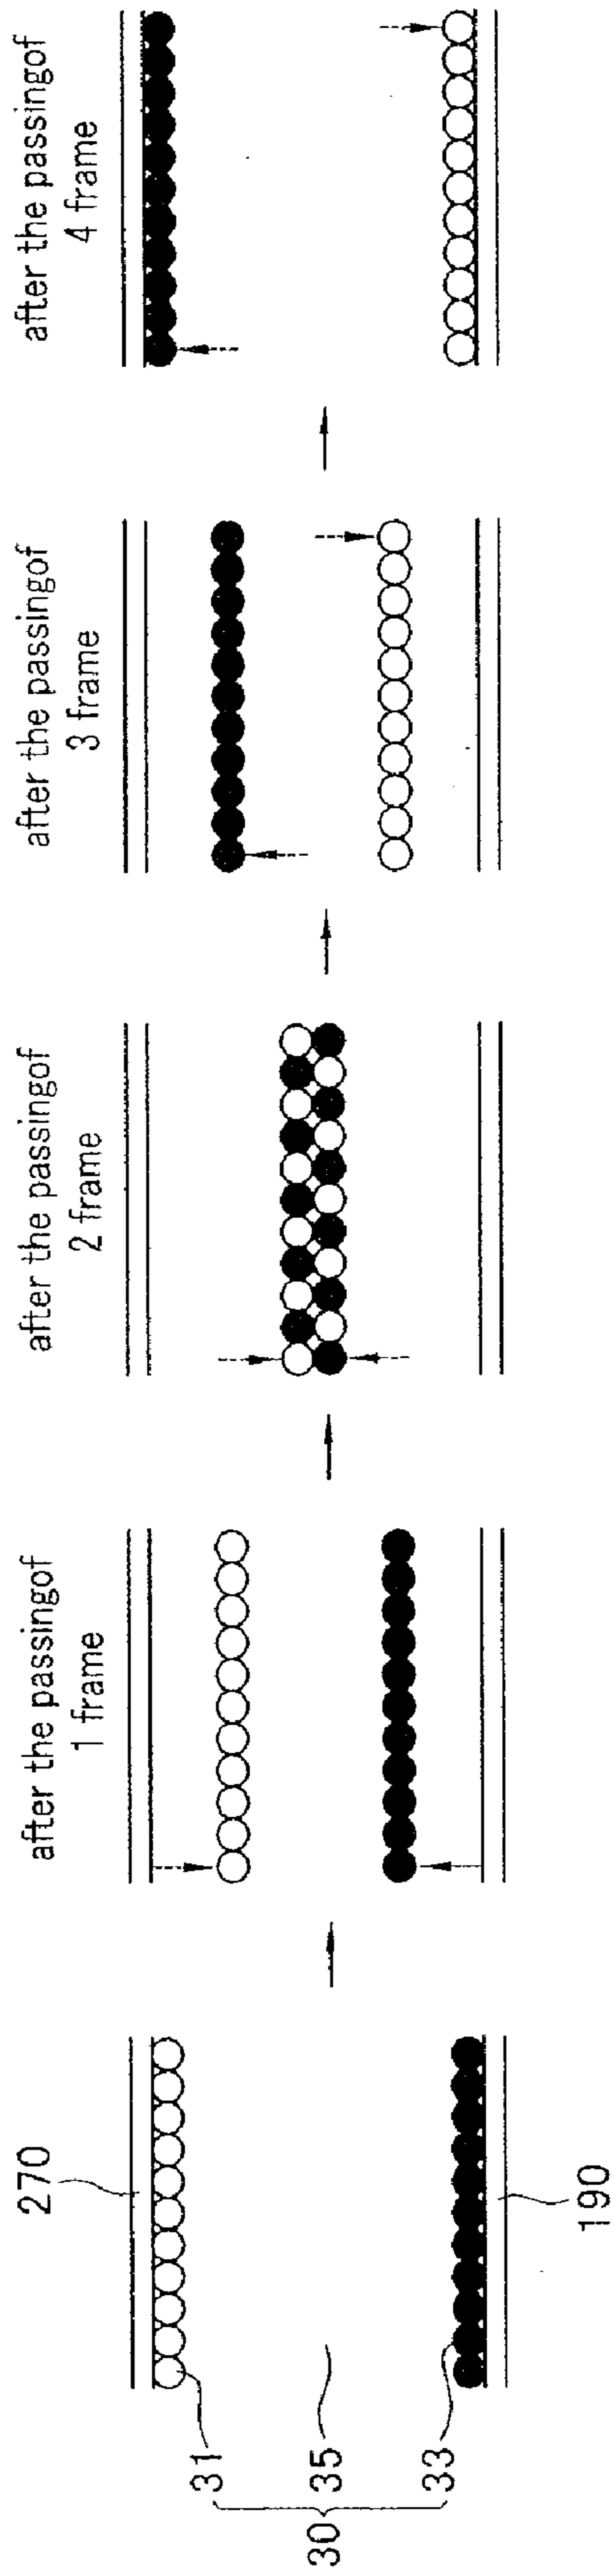 270
31
35
33
30
190
after the passingof
1 frame
after the passingof
2 frame
after the passingof
3 frame
after the passingof
4 frame